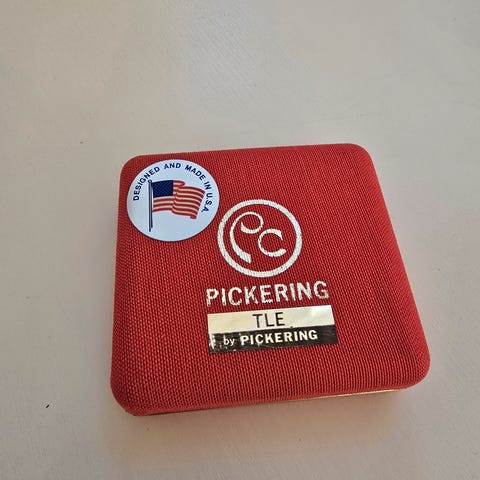 DESIGNED AND MADE IN U.S.A.
PC
PICKERING
TLE
by PICKERING